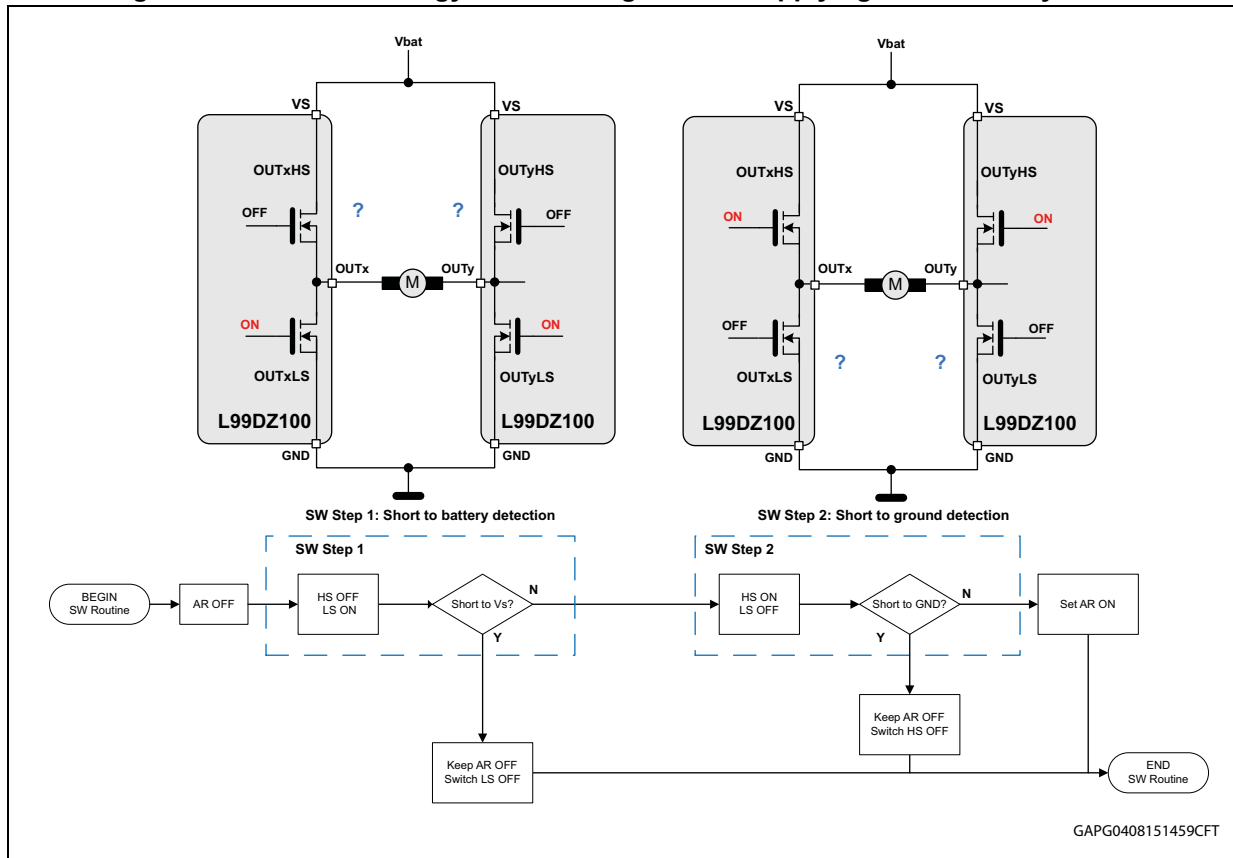 Vbat
VS
VS
OUTxHS
OUTyHS
OFF
?
?
OFF
OUTx
OUTy
M
ON
ON
OUTxLS
OUTyLS
L99DZ100
L99DZ100
GND
GND
SW Step 1: Short to battery detection
Vbat
VS
VS
OUTxHS
OUTyHS
ON
ON
OUTx
OUTy
M
OFF
OFF
?
?
OUTxLS
OUTyLS
L99DZ100
L99DZ100
GND
GND
SW Step 2: Short to ground detection
SW Step 1
SW Step 2
BEGIN
SW Routine
AR OFF
HS OFF
LS ON
Short to Vs?
N
Y
HS ON
LS OFF
Short to GND?
N
Y
Set AR ON
Keep AR OFF
Switch HS OFF
Keep AR OFF
Switch LS OFF
END
SW Routine
GAPG0408151459CFT